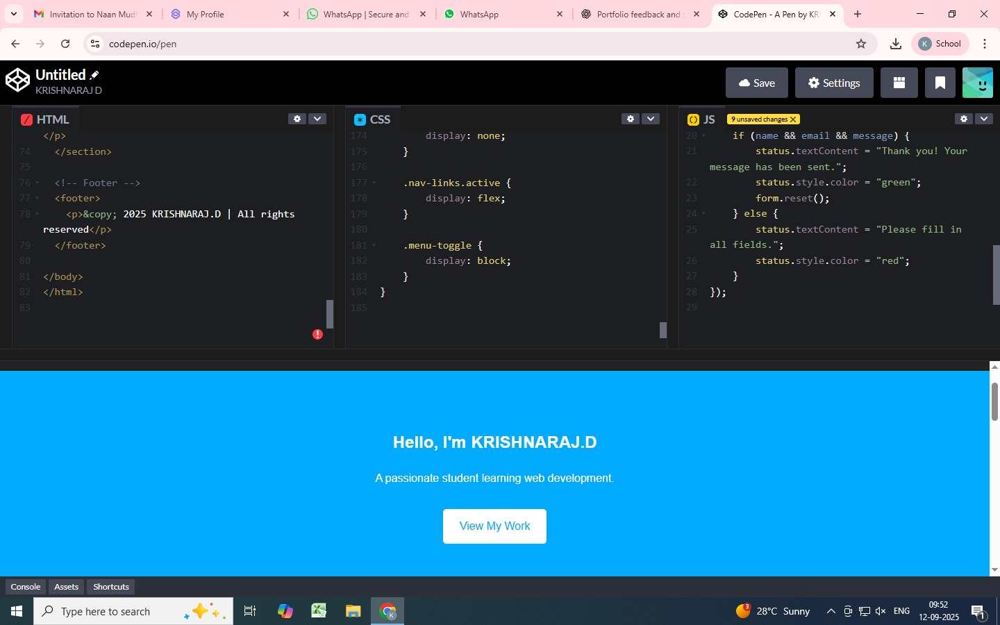 Invitation to Naan Mudl
My Profile
WhatsApp | Secure and
WhatsApp
Portfolio feedback and s
CodePen - A Pen by KRI
codepen.io/pen
K
School
Untitled
KRISHNARAJ D
Save
Settings
HTML
</p>
74 </section>
75
76 <!-- Footer -->
77 <footer>
78 <p>&copy; 2025 KRISHNARAJ.D | All rights
reserved</p>
79 </footer>
80
81 </body>
82 </html>
83
CSS
174 display: none;
175 }
176
177 .nav-links.active {
178 display: flex;
179 }
180
181 .menu-toggle {
182 display: block;
183 }
184 }
185
JS
9 unsaved changes X
20 if (name && email && message) {
21 status.textContent = "Thank you! Your
message has been sent.";
22 status.style.color = "green";
23 form.reset();
24 } else {
25 status.textContent = "Please fill in
all fields.";
26 status.style.color = "red";
27 }
28 });
29
Hello, I'm KRISHNARAJ.D
A passionate student learning web development.
View My Work
Console
Assets
Shortcuts
Type here to search
K
3
28°C Sunny
ENG
09:52
12-09-2025
1